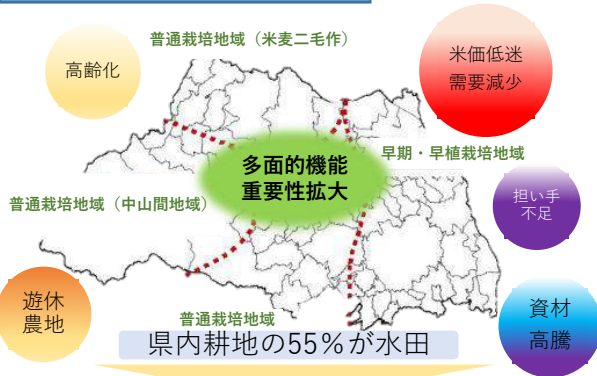 普通栽培地域（米麦二毛作）
高齢化
米価低迷
需要減少
早期・早植栽培地域
多面的機能
重要性拡大
普通栽培地域（中山間地域）
担い手
不足
遊休
農地
普通栽培地域
資材
高騰
県内耕地の55％が水田